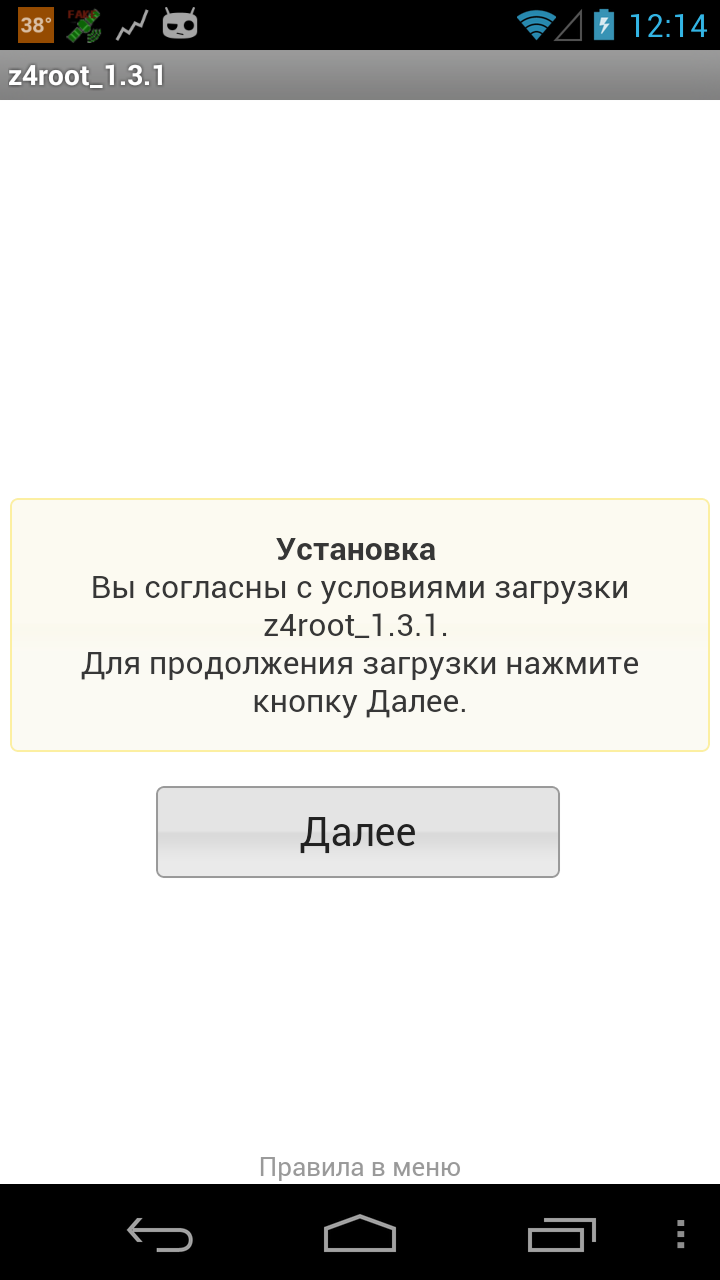 38°
FAKE
12:14
z4root_1.3.1
Установка
Вы согласны с условиями загрузки
z4root_1.3.1.
Для продолжения загрузки нажмите
кнопку Далее.
Далее
Правила в меню